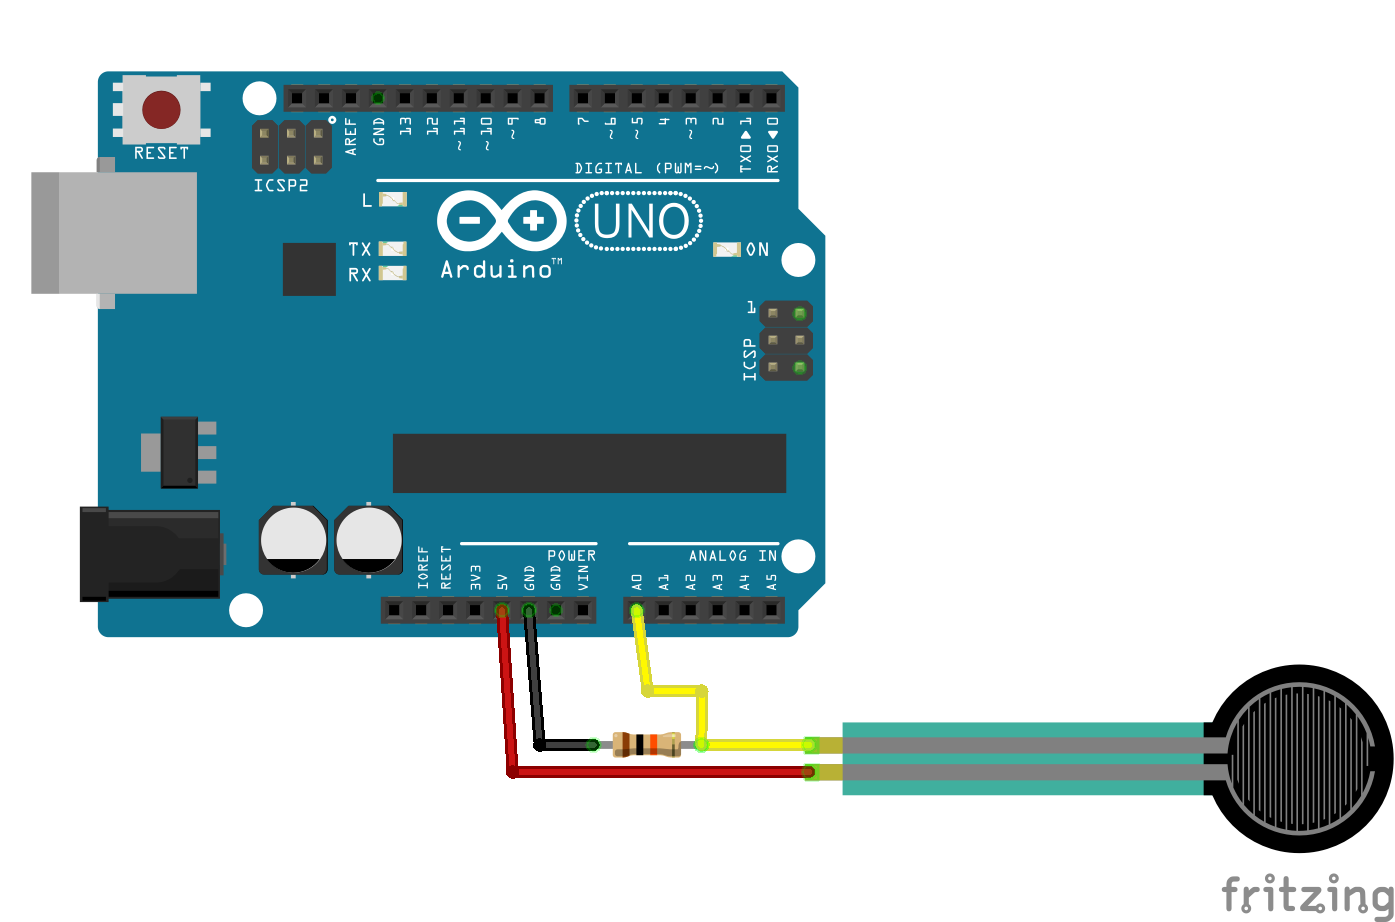 RESET
ICSP2
AREF
GND
13
12
~11
~10
~9
8
7
~6
~5
4
~3
2
TX0▶1
RX0◀0
DIGITAL (PWM=~)
L
TX
RX
UNO
Arduino™
ON
1
ICSP
POWER
ANALOG IN
IOREF
RESET
3V3
5V
GND
GND
VIN
A0
A1
A2
A3
A4
A5
fritzing